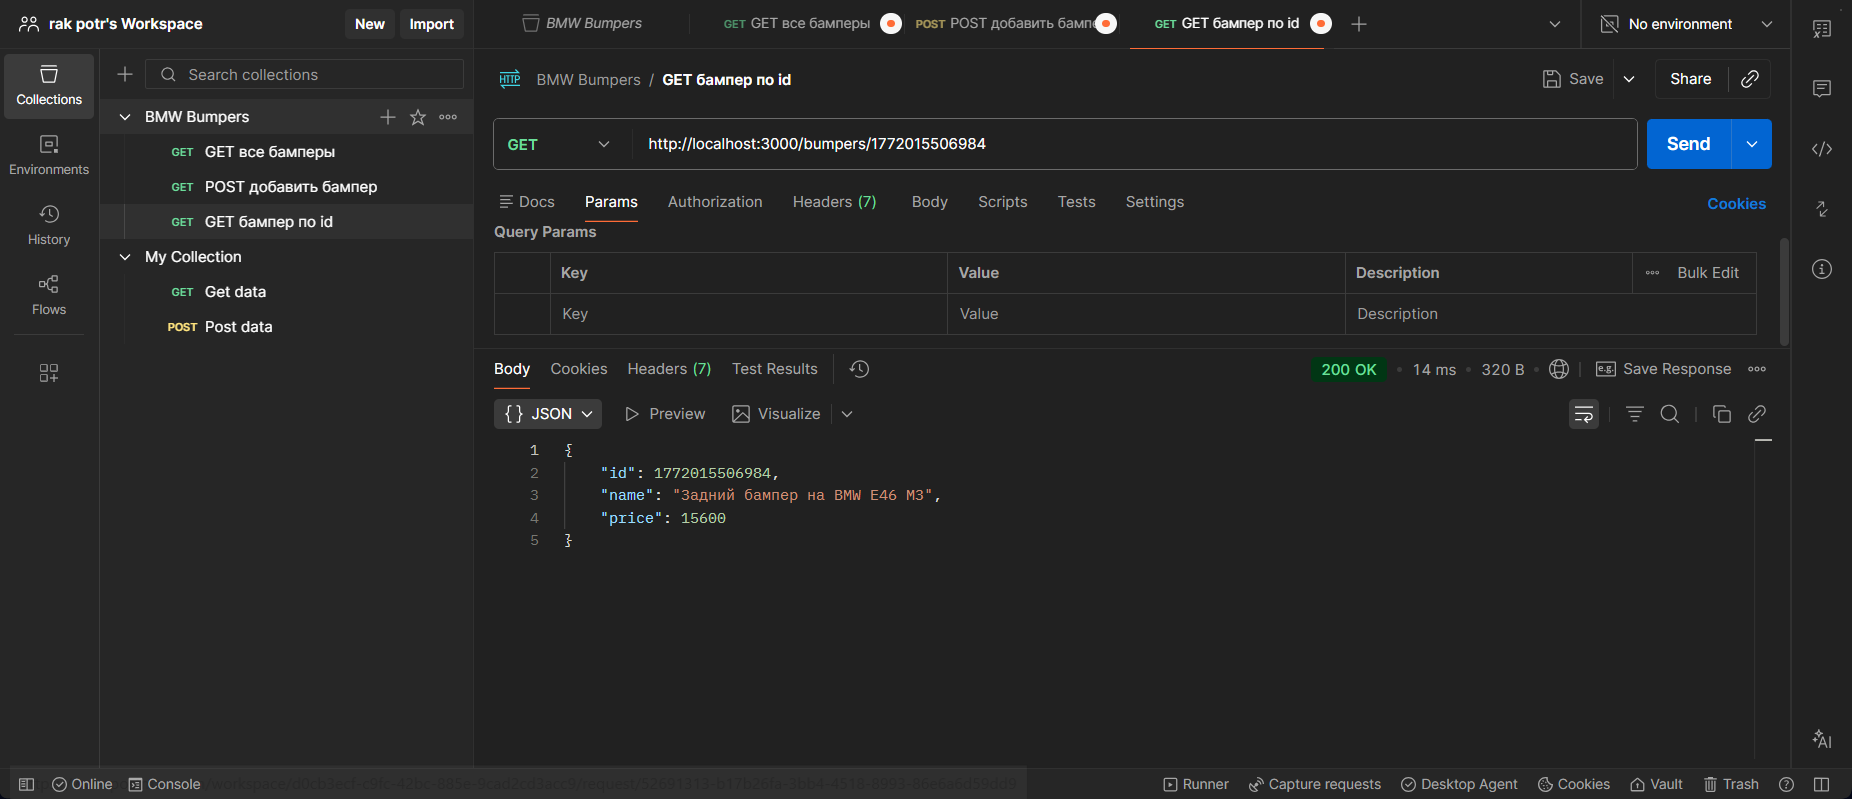 rak potr's Workspace
New
Import
BMW Bumpers
GET GET все бамперы
POST POST добавить бамп
GET GET бампер по id
No environment
Collections
Environments
History
Flows
Search collections
BMW Bumpers
GET GET все бамперы
GET POST добавить бампер
GET GET бампер по id
My Collection
GET Get data
POST Post data
HTTP BMW Bumpers / GET бампер по id
Save
Share
GET http://localhost:3000/bumpers/1772015506984
Send
Docs Params Authorization Headers (7) Body Scripts Tests Settings
Cookies
Query Params
Key Value Description Bulk Edit
Key Value Description
Body Cookies Headers (7) Test Results
200 OK • 14 ms • 320 B
e.g. Save Response
{} JSON Preview Visualize
1 {
2 "id": 1772015506984,
3 "name": "Задний бампер на BMW E46 M3",
4 "price": 15600
5 }
AI
Online Console
Runner Capture requests Desktop Agent Cookies Vault Trash